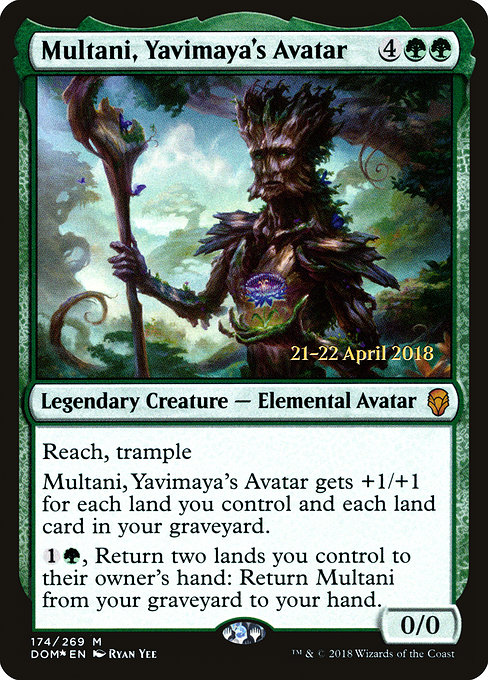 Multani, Yavimaya's Avatar 4
21–22 April 2018
Legendary Creature — Elemental Avatar
Reach, trample
Multani, Yavimaya's Avatar gets +1/+1
for each land you control and each land
card in your graveyard.
1, Return two lands you control to
their owner's hand: Return Multani
from your graveyard to your hand.
0/0
174/269 M
DOM★EN Ryan Yee
™ & © 2018 Wizards of the Coast